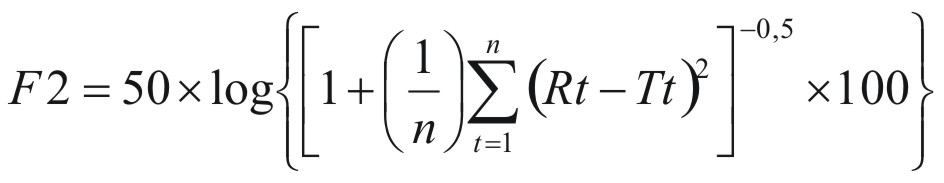 F2 = 50 × log{[1 + (1/n) ∑_{t=1}^{n} (Rt − Tt)²]^{−0,5} × 100}